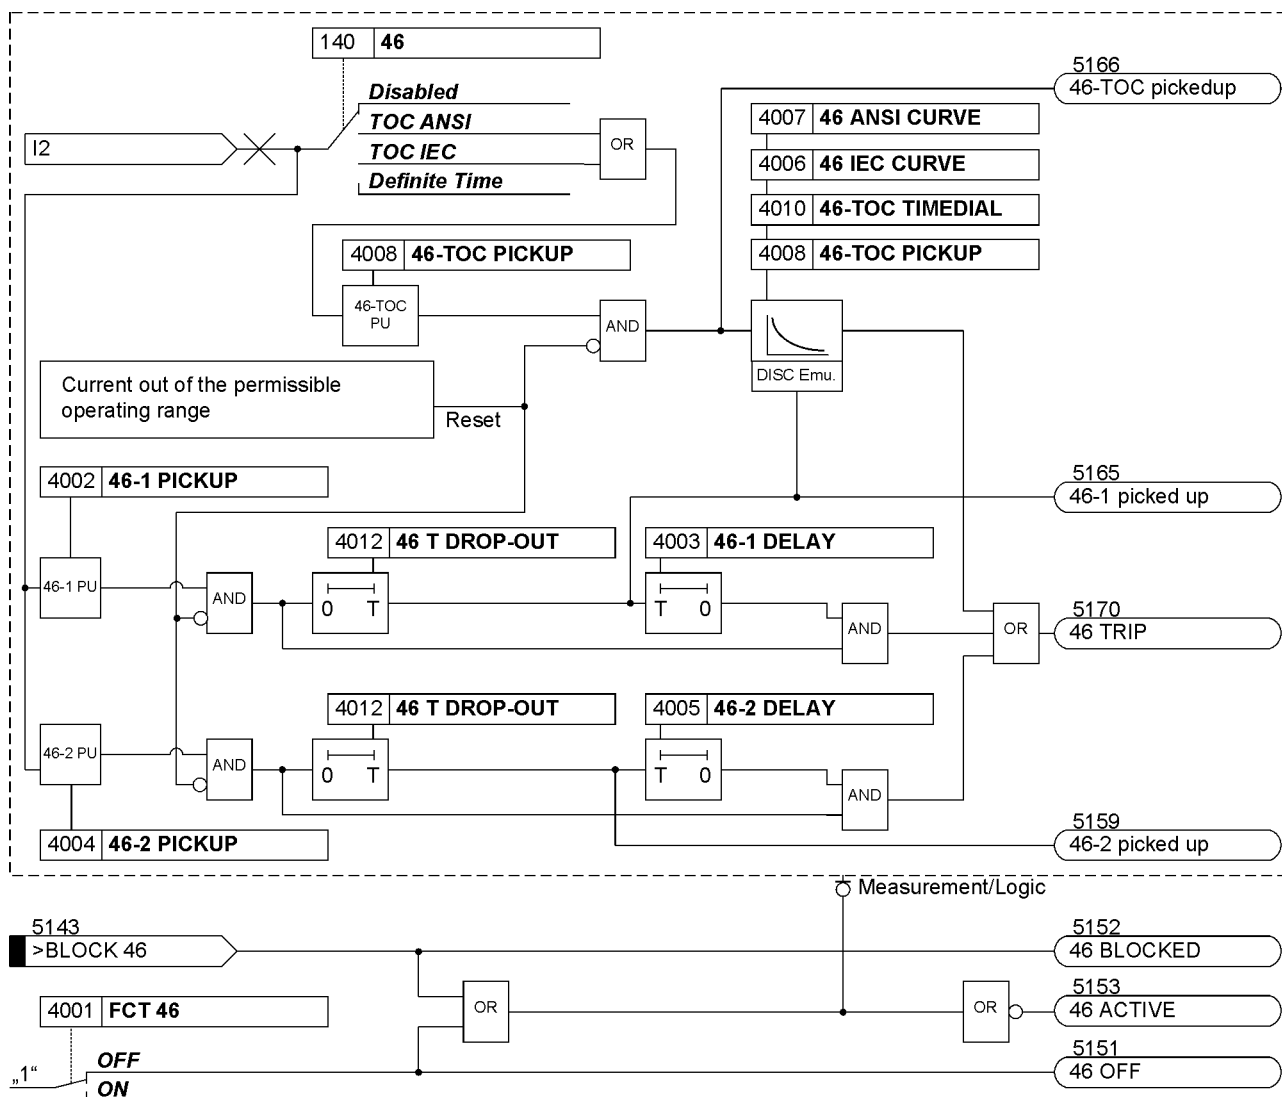 140 46
5166
46-TOC pickedup
Disabled
TOC ANSI
TOC IEC
Definite Time
I2
OR
4007 46 ANSI CURVE
4006 46 IEC CURVE
4010 46-TOC TIMEDIAL
4008 46-TOC PICKUP
4008 46-TOC PICKUP
46-TOC
PU
AND
DISC Emu.
Current out of the permissible
operating range
Reset
4002 46-1 PICKUP
5165
46-1 picked up
4012 46 T DROP-OUT
4003 46-1 DELAY
46-1 PU
AND
0 T
T 0
AND
OR
5170
46 TRIP
4012 46 T DROP-OUT
4005 46-2 DELAY
46-2 PU
AND
0 T
T 0
AND
4004 46-2 PICKUP
5159
46-2 picked up
Measurement/Logic
5143
>BLOCK 46
5152
46 BLOCKED
4001 FCT 46
OR
OR
5153
46 ACTIVE
„1“
OFF
ON
5151
46 OFF